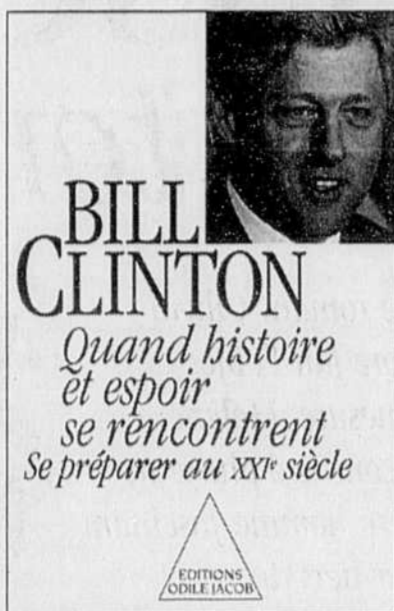 BILL
CLINTON
Quand histoire
et espoir
se rencontrent
Se préparer au XXIe siècle
EDITIONS
ODILE JACOB